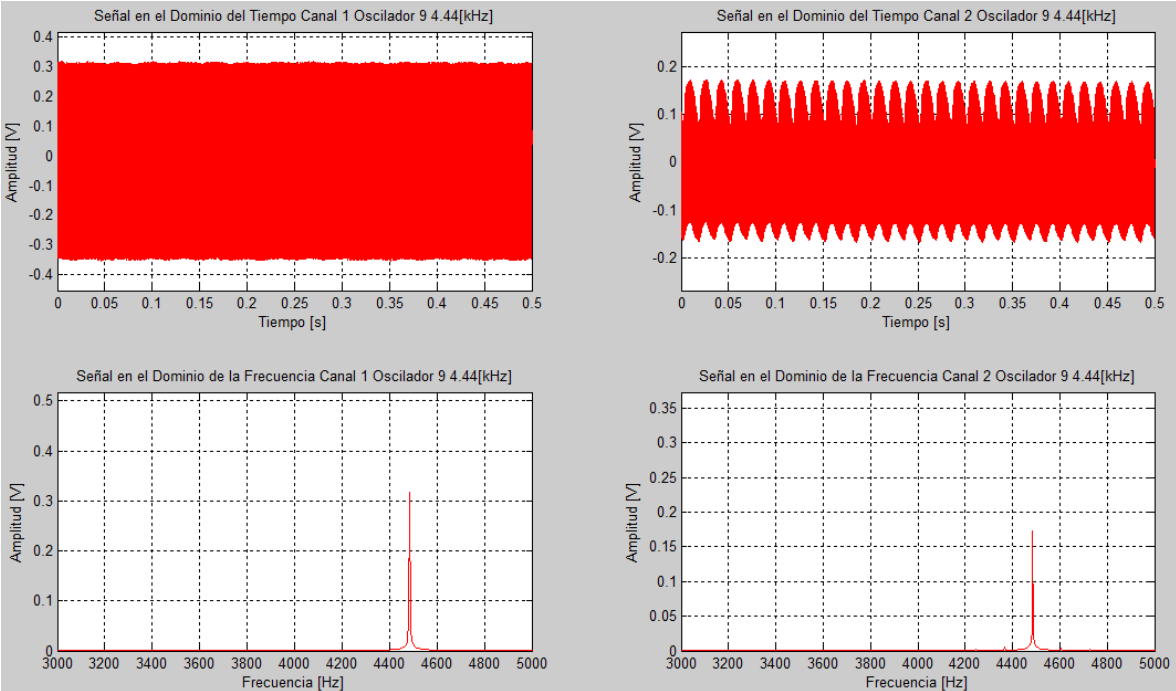 Señal en el Dominio del Tiempo Canal 1 Oscilador 9 4.44[kHz]
Amplitud [V]
0.4
0.3
0.2
0.1
0
-0.1
-0.2
-0.3
-0.4
0 0.05 0.1 0.15 0.2 0.25 0.3 0.35 0.4 0.45 0.5
Tiempo [s]
Señal en el Dominio del Tiempo Canal 2 Oscilador 9 4.44[kHz]
Amplitud [V]
0.2
0.1
0
-0.1
-0.2
0 0.05 0.1 0.15 0.2 0.25 0.3 0.35 0.4 0.45 0.5
Tiempo [s]
Señal en el Dominio de la Frecuencia Canal 1 Oscilador 9 4.44[kHz]
Amplitud [V]
0.5
0.4
0.3
0.2
0.1
0
3000 3200 3400 3600 3800 4000 4200 4400 4600 4800 5000
Frecuencia [Hz]
Señal en el Dominio de la Frecuencia Canal 2 Oscilador 9 4.44[kHz]
Amplitud [V]
0.35
0.3
0.25
0.2
0.15
0.1
0.05
0
3000 3200 3400 3600 3800 4000 4200 4400 4600 4800 5000
Frecuencia [Hz]